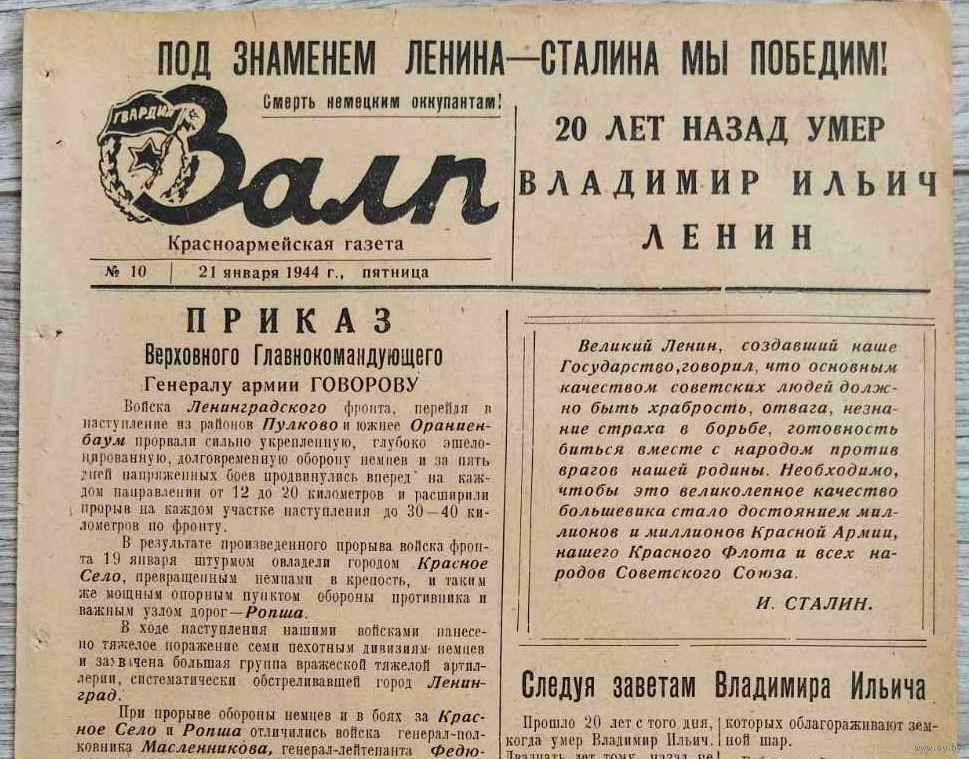 ПОД ЗНАМЕНЕМ ЛЕНИНА—СТАЛИНА МЫ ПОБЕДИМ!
Смерть немецким оккупантам!
ГВАРДИЯ
Залп
Красноармейская газета
№ 10 21 января 1944 г., пятница
20 ЛЕТ НАЗАД УМЕР
ВЛАДИМИР ИЛЬИЧ
ЛЕНИН
ПРИКАЗ
Верховного Главнокомандующего
Генералу армии ГОВОРОВУ
Войска Ленинградского фронта, перейдя в
наступление из районов Пулково и южнее Ораниен-
баум прорвали сильно укрепленную, глубоко эшело-
нированную, долговременную оборону немцев и за пять
дней напряженных боев продвинулись вперед на каж-
дом направлении от 12 до 20 километров и расширили
прорыв на каждом участке наступления до 30—40 ки-
лометров по фронту.
В результате произведенного прорыва войска фрон-
та 19 января штурмом овладели городом Красное
Село, превращенным немцами в крепость, и таким
же мощным опорным пунктом обороны противника и
важным узлом дорог—Ропша.
В ходе наступления нашими войсками нанесе-
но тяжелое поражение семи пехотным дивизиям немцев
и захвачена большая группа вражеской тяжелой артил-
лерии, систематически обстреливавшей город Ленин-
град.
При прорыве обороны немцев и в боях за Крас-
ное Село и Ропша отличились войска генерал-пол-
ковника Масленникова, генерал-лейтенанта Федю-
Великий Ленин, создавший наше
Государство,говорил, что основным
качеством советских людей долж-
но быть храбрость, отвага, незна-
ние страха в борьбе, готовность
биться вместе с народом против
врагов нашей родины. Необходимо,
чтобы это великолепное качество
большевика стало достоянием мил-
лионов и миллионов Красной Армии,
нашего Красного Флота и всех на-
родов Советского Союза.
И. СТАЛИН.
Следуя заветам Владимира Ильича
Прошло 20 лет с того дня,
когда умер Владимир Ильич.
Двадцать лет тому назад не
которых облагораживают зем-
ной шар.
www.ay.by